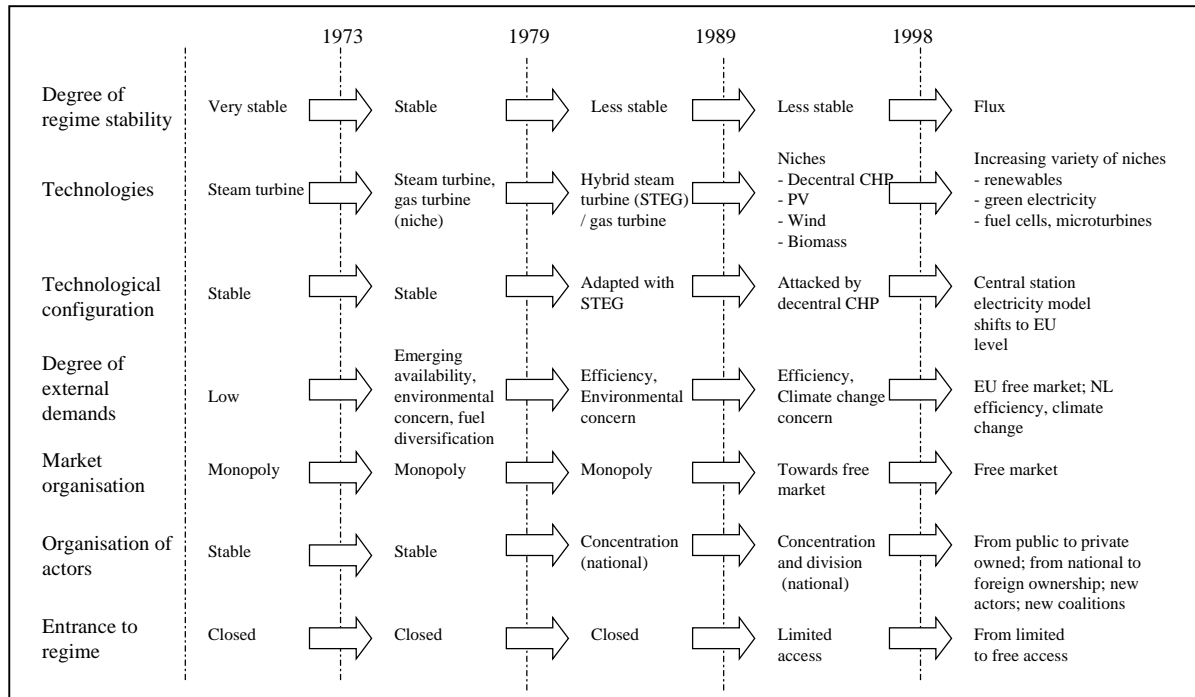 1973
1979
1989
1998
Degree of
regime stability
Very stable
Stable
Less stable
Less stable
Flux
Technologies
Steam turbine
Steam turbine,
gas turbine
(niche)
Hybrid steam
turbine (STEG)
/ gas turbine
Niches
- Decentral CHP
- PV
- Wind
- Biomass
Increasing variety of niches
- renewables
- green electricity
- fuel cells, microturbines
Technological
configuration
Stable
Stable
Adapted with
STEG
Attacked by
decentral CHP
Central station
electricity model
shifts to EU
level
Degree of
external
demands
Low
Emerging
availability,
environmental
concern, fuel
diversification
Efficiency,
Environmental
concern
Efficiency,
Climate change
concern
EU free market; NL
efficiency, climate
change
Market
organisation
Monopoly
Monopoly
Monopoly
Towards free
market
Free market
Organisation of
actors
Stable
Stable
Concentration
(national)
Concentration
and division
(national)
From public to private
owned; from national to
foreign ownership; new
actors; new coalitions
Entrance to
regime
Closed
Closed
Closed
Limited
access
From limited
to free access